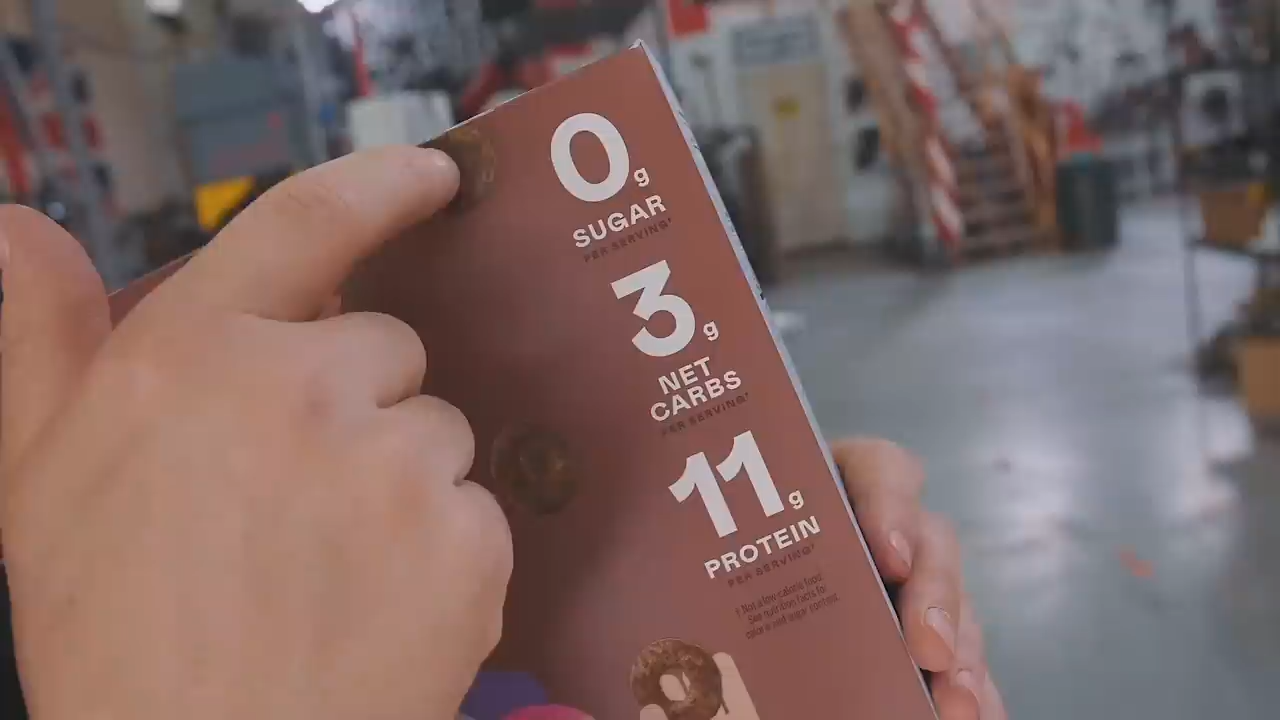 0g
SUGAR
PER SERVING†
3g
NET
CARBS
PER SERVING†
11g
PROTEIN
PER SERVING†
† Not a low calorie food.
See nutrition facts for
calorie and sugar content.